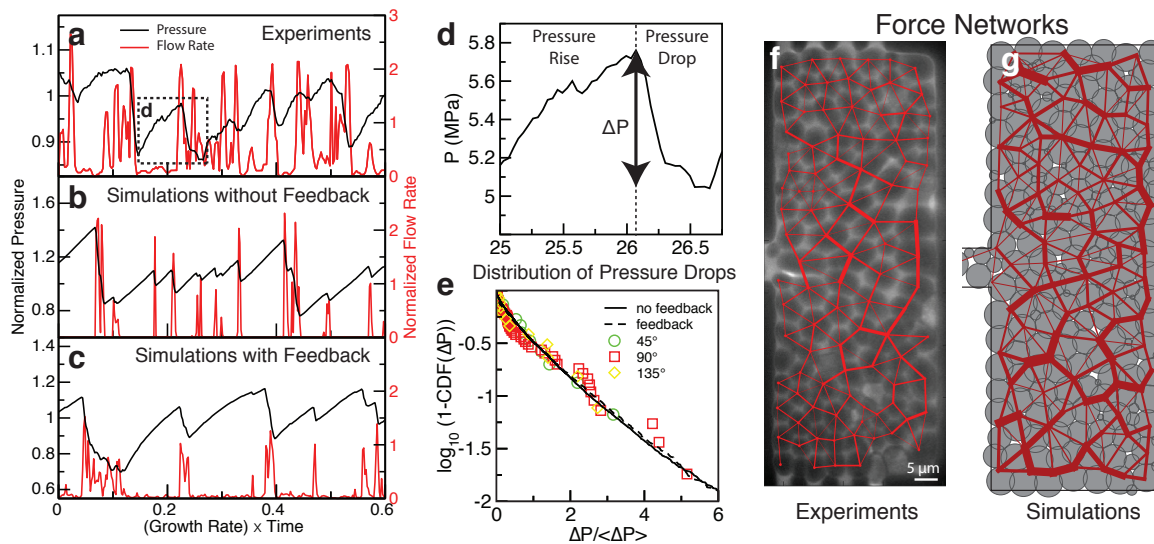 a
Pressure
Flow Rate
Experiments
d
1.1
1
0.9
3
2
1
0
b
Simulations without Feedback
1.6
1.4
1.2
1
0.8
2
1
0
c
Simulations with Feedback
1.4
1.2
1
0.8
0.6
2
1
0
Normalized Pressure
Normalized Flow Rate
0
0.2
0.4
0.6
(Growth Rate) x Time
d
Pressure Rise
Pressure Drop
ΔP
P (MPa)
5.8
5.6
5.2
5
25
25.5
26
26.5
Distribution of Pressure Drops
e
no feedback
feedback
45°
90°
135°
log10 (1-CDF(ΔP))
-0.5
-1
-1.5
-2
0
2
4
6
ΔP/<ΔP>
Force Networks
f
5 µm
Experiments
g
Simulations